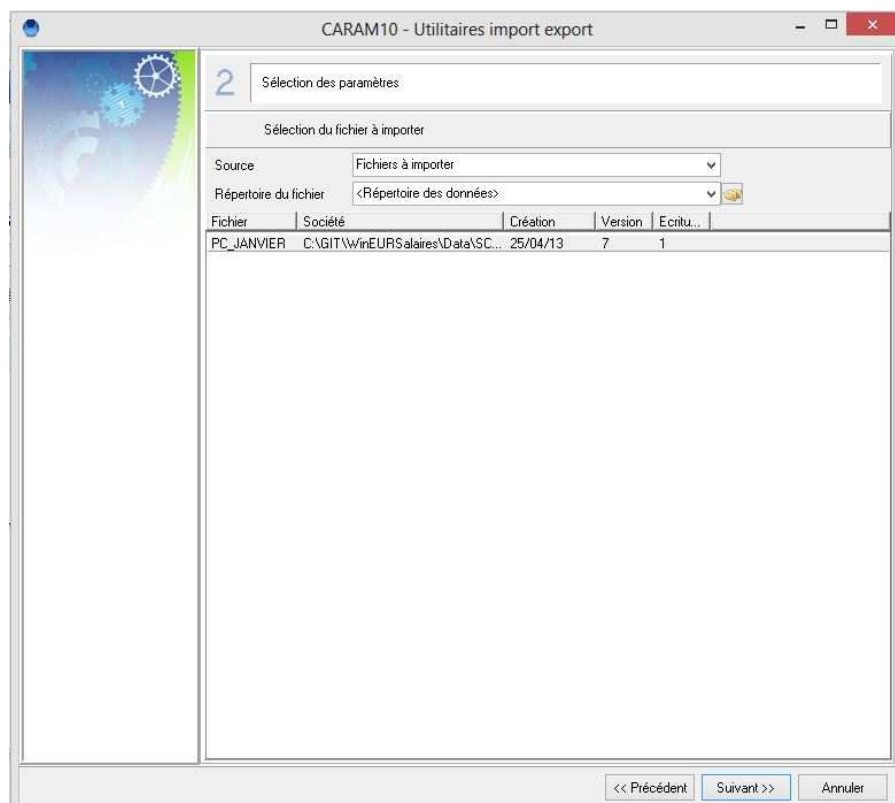 CARAM10 - Utilitaires import export
2 Sélection des paramètres
Sélection du fichier à importer
Source Fichiers à importer
Répertoire du fichier <Répertoire des données>
Fichier Société Création Version Ecritu...
PC_JANVIER C:\GIT\WinEURSalaires\Data\SC... 25/04/13 7 1
<< Précédent Suivant >> Annuler